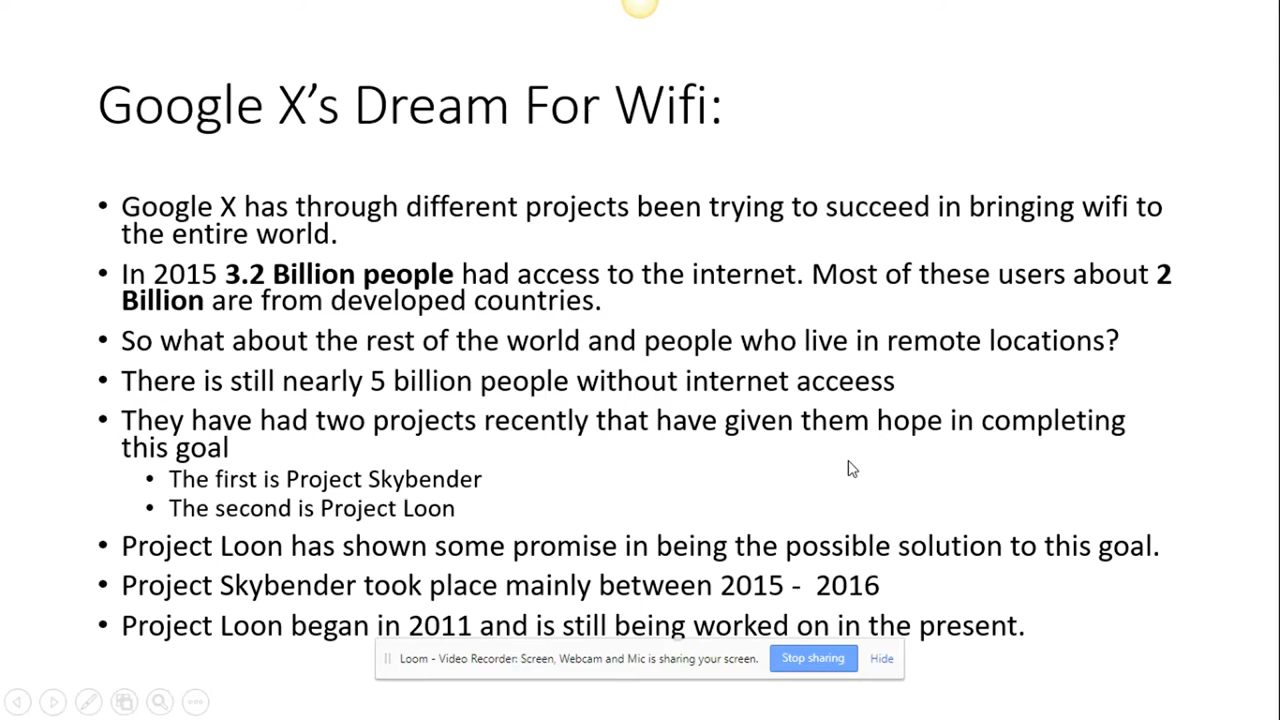 Google X's Dream For Wifi:
• Google X has through different projects been trying to succeed in bringing wifi to
the entire world.
• In 2015 3.2 Billion people had access to the internet. Most of these users about 2
Billion are from developed countries.
• So what about the rest of the world and people who live in remote locations?
• There is still nearly 5 billion people without internet acceess
• They have had two projects recently that have given them hope in completing
this goal
• The first is Project Skybender
• The second is Project Loon
• Project Loon has shown some promise in being the possible solution to this goal.
• Project Skybender took place mainly between 2015 - 2016
• Project Loon began in 2011 and is still being worked on in the present.
Loom - Video Recorder: Screen, Webcam and Mic is sharing your screen. Stop sharing Hide